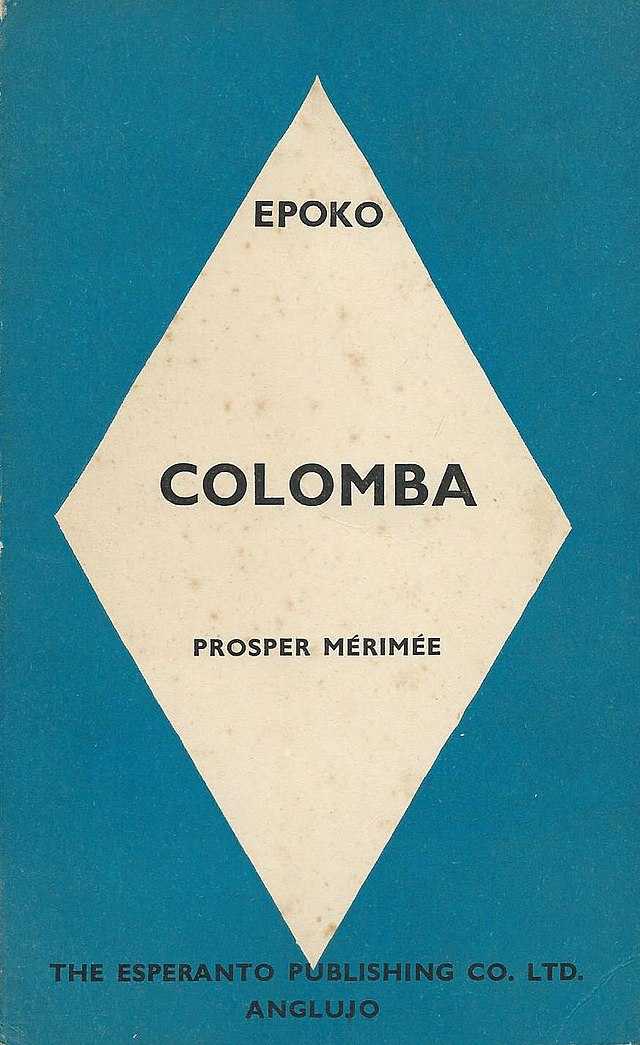 EPOKO
COLOMBA
PROSPER MÉRIMÉE
THE ESPERANTO PUBLISHING CO. LTD.
ANGLUJO